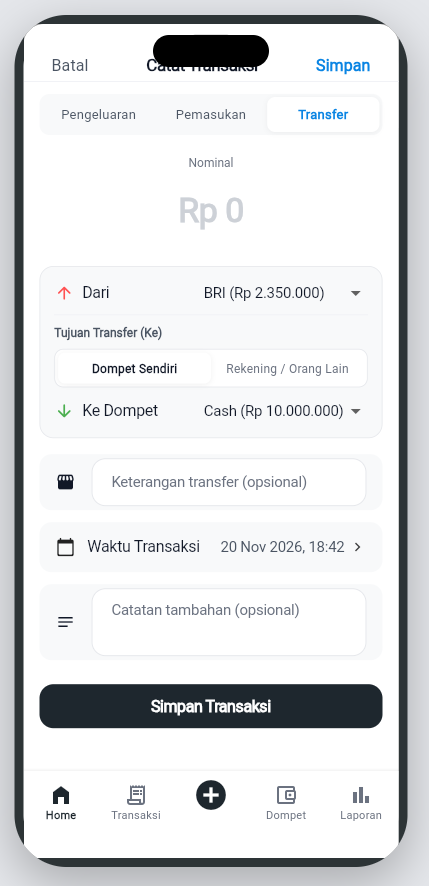 Batal Catat Transaksi Simpan
Pengeluaran Pemasukan Transfer
Nominal
Rp 0
Dari BRI (Rp 2.350.000)
Tujuan Transfer (Ke)
Dompet Sendiri Rekening / Orang Lain
Ke Dompet Cash (Rp 10.000.000)
Keterangan transfer (opsional)
Waktu Transaksi 20 Nov 2026, 18:42
Catatan tambahan (opsional)
Simpan Transaksi
Home Transaksi Dompet Laporan